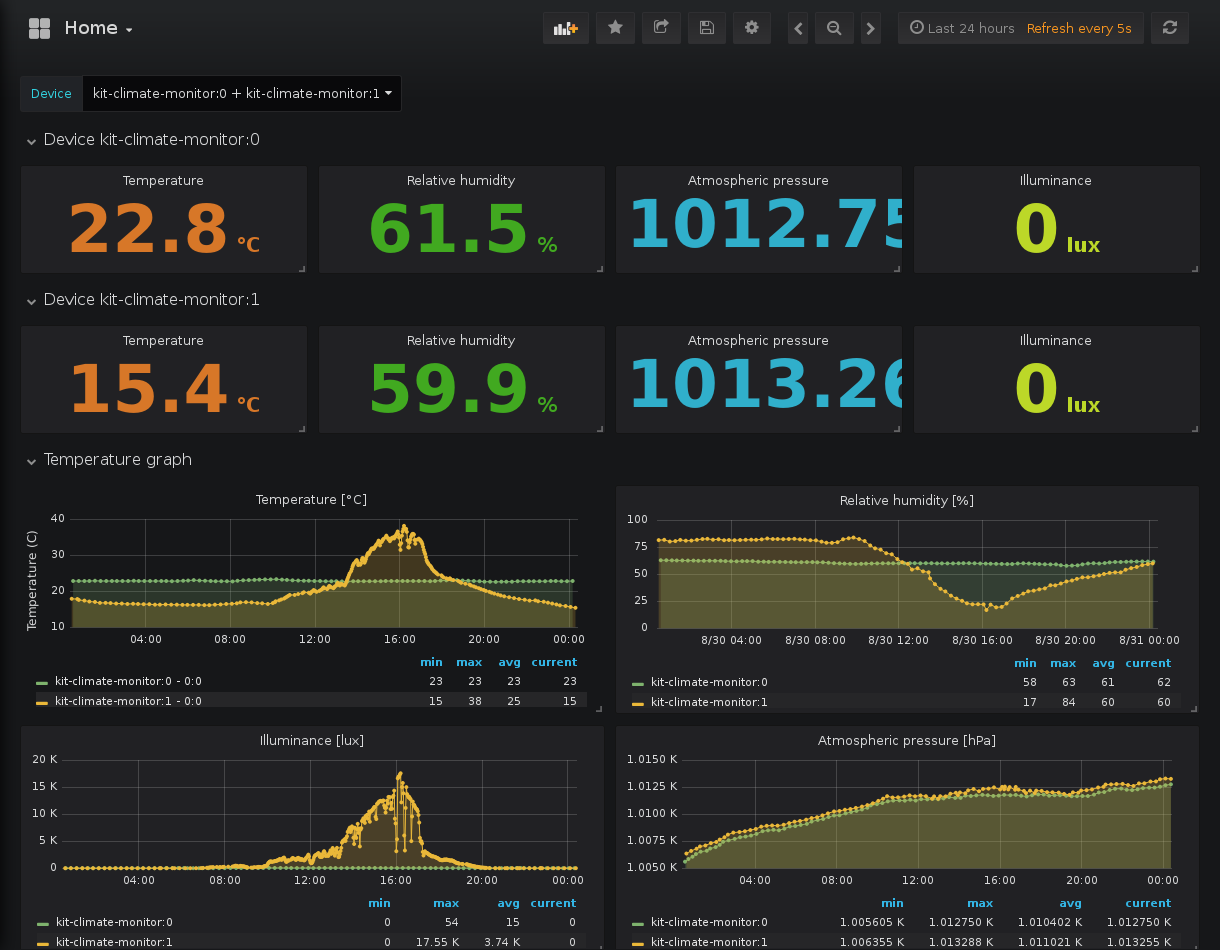 Home
Last 24 hours Refresh every 5s
Device kit-climate-monitor:0 + kit-climate-monitor:1
Device kit-climate-monitor:0
Temperature Relative humidity Atmospheric pressure Illuminance
22.8 °C 61.5 % 1012.75 0 lux
Device kit-climate-monitor:1
Temperature Relative humidity Atmospheric pressure Illuminance
15.4 °C 59.9 % 1013.26 0 lux
Temperature graph
Temperature [°C]
Temperature (C)
40
30
20
10
04:00 08:00 12:00 16:00 20:00 00:00
min max avg current
kit-climate-monitor:0 - 0:0 23 23 23 23
kit-climate-monitor:1 - 0:0 15 38 25 15
Relative humidity [%]
100
75
50
25
0
8/30 04:00 8/30 08:00 8/30 12:00 8/30 16:00 8/30 20:00 8/31 00:00
min max avg current
kit-climate-monitor:0 58 63 61 62
kit-climate-monitor:1 17 84 60 60
Illuminance [lux]
20 K
15 K
10 K
5 K
0
04:00 08:00 12:00 16:00 20:00 00:00
min max avg current
kit-climate-monitor:0 0 54 15 0
kit-climate-monitor:1 0 17.55 K 3.74 K 0
Atmospheric pressure [hPa]
1.0150 K
1.0125 K
1.0100 K
1.0075 K
1.0050 K
04:00 08:00 12:00 16:00 20:00 00:00
min max avg current
kit-climate-monitor:0 1.005605 K 1.012750 K 1.010402 K 1.012750 K
kit-climate-monitor:1 1.006355 K 1.013288 K 1.011021 K 1.013255 K